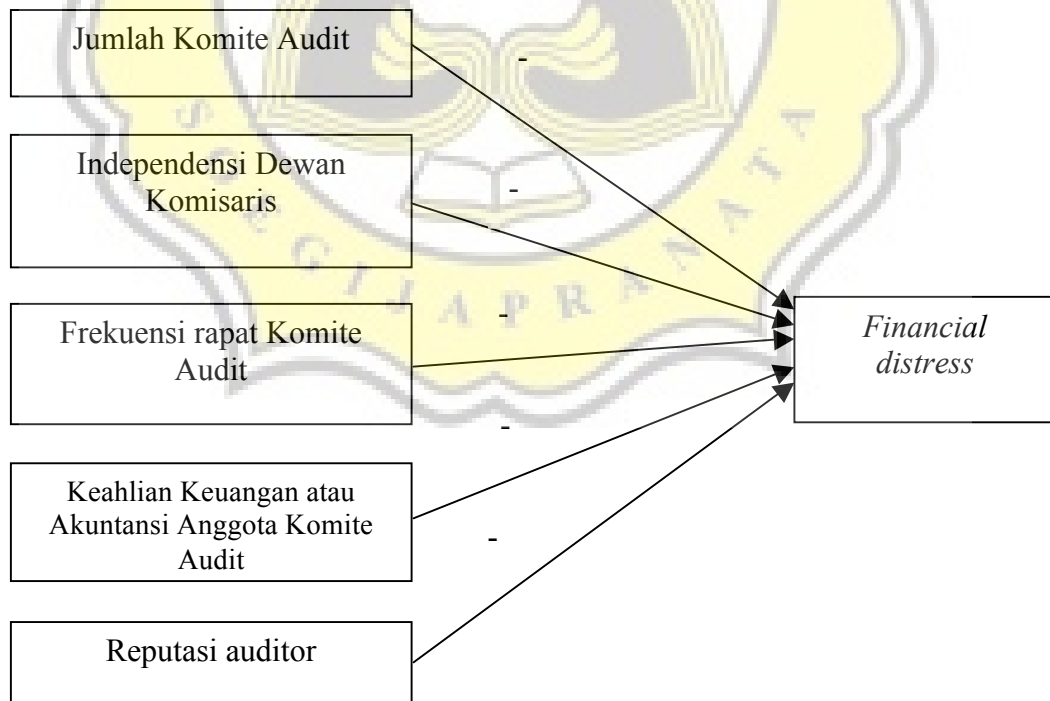 Jumlah Komite Audit
-
Independensi Dewan
Komisaris
-
Frekuensi rapat Komite
Audit
-
Financial
distress
-
Keahlian Keuangan atau
Akuntansi Anggota Komite
Audit
-
Reputasi auditor
SOEGIJAPRANATA